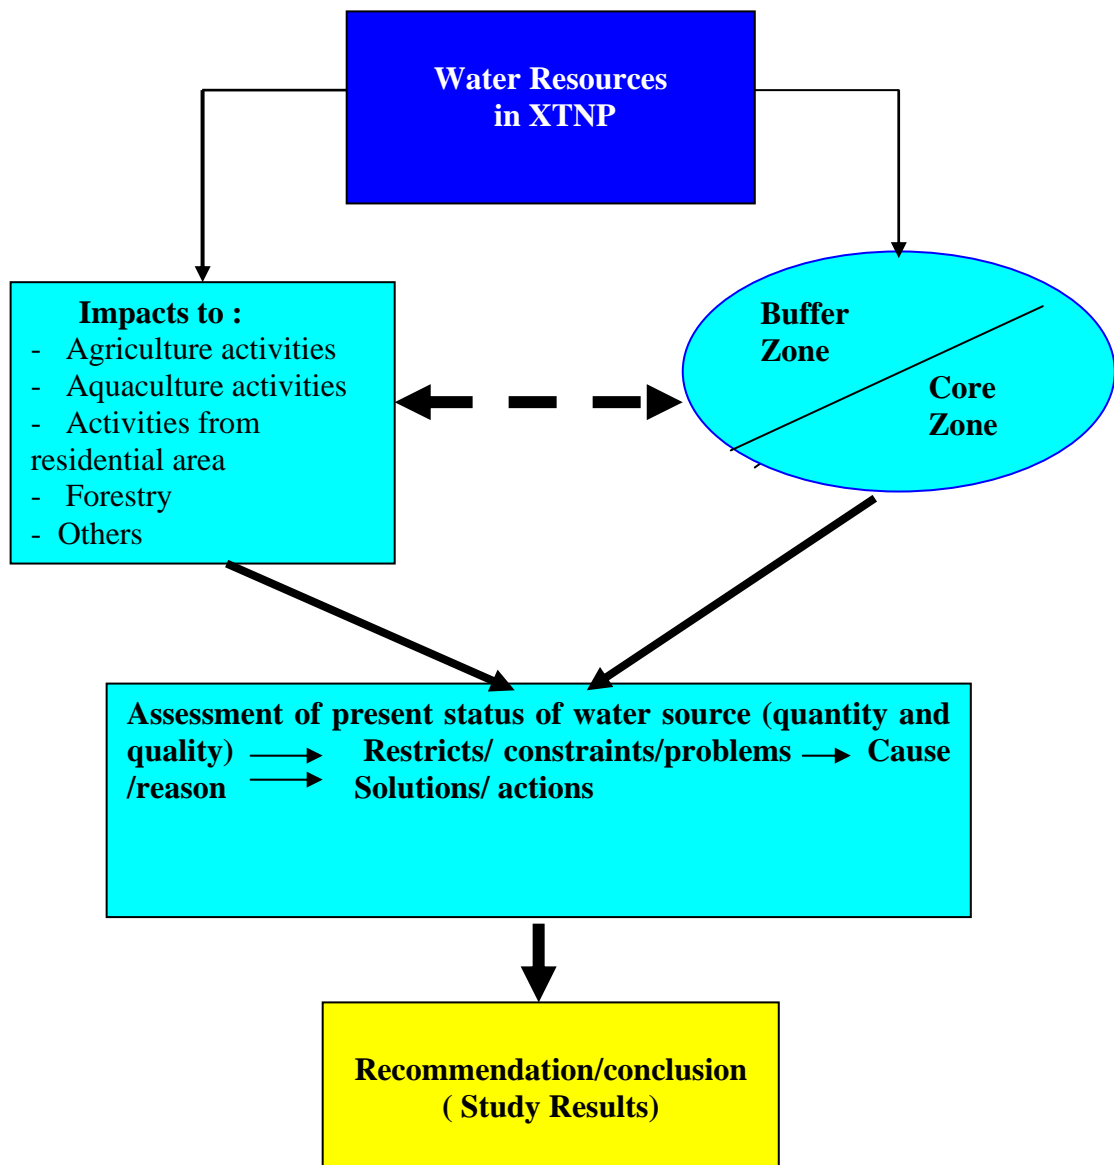 Water Resources
in XTNP
Impacts to :
- Agriculture activities
- Aquaculture activities
- Activities from
residential area
- Forestry
- Others
Buffer
Zone
Core
Zone
Assessment of present status of water source (quantity and
quality) Restricts/ constraints/problems Cause
/reason Solutions/ actions
Recommendation/conclusion
( Study Results)